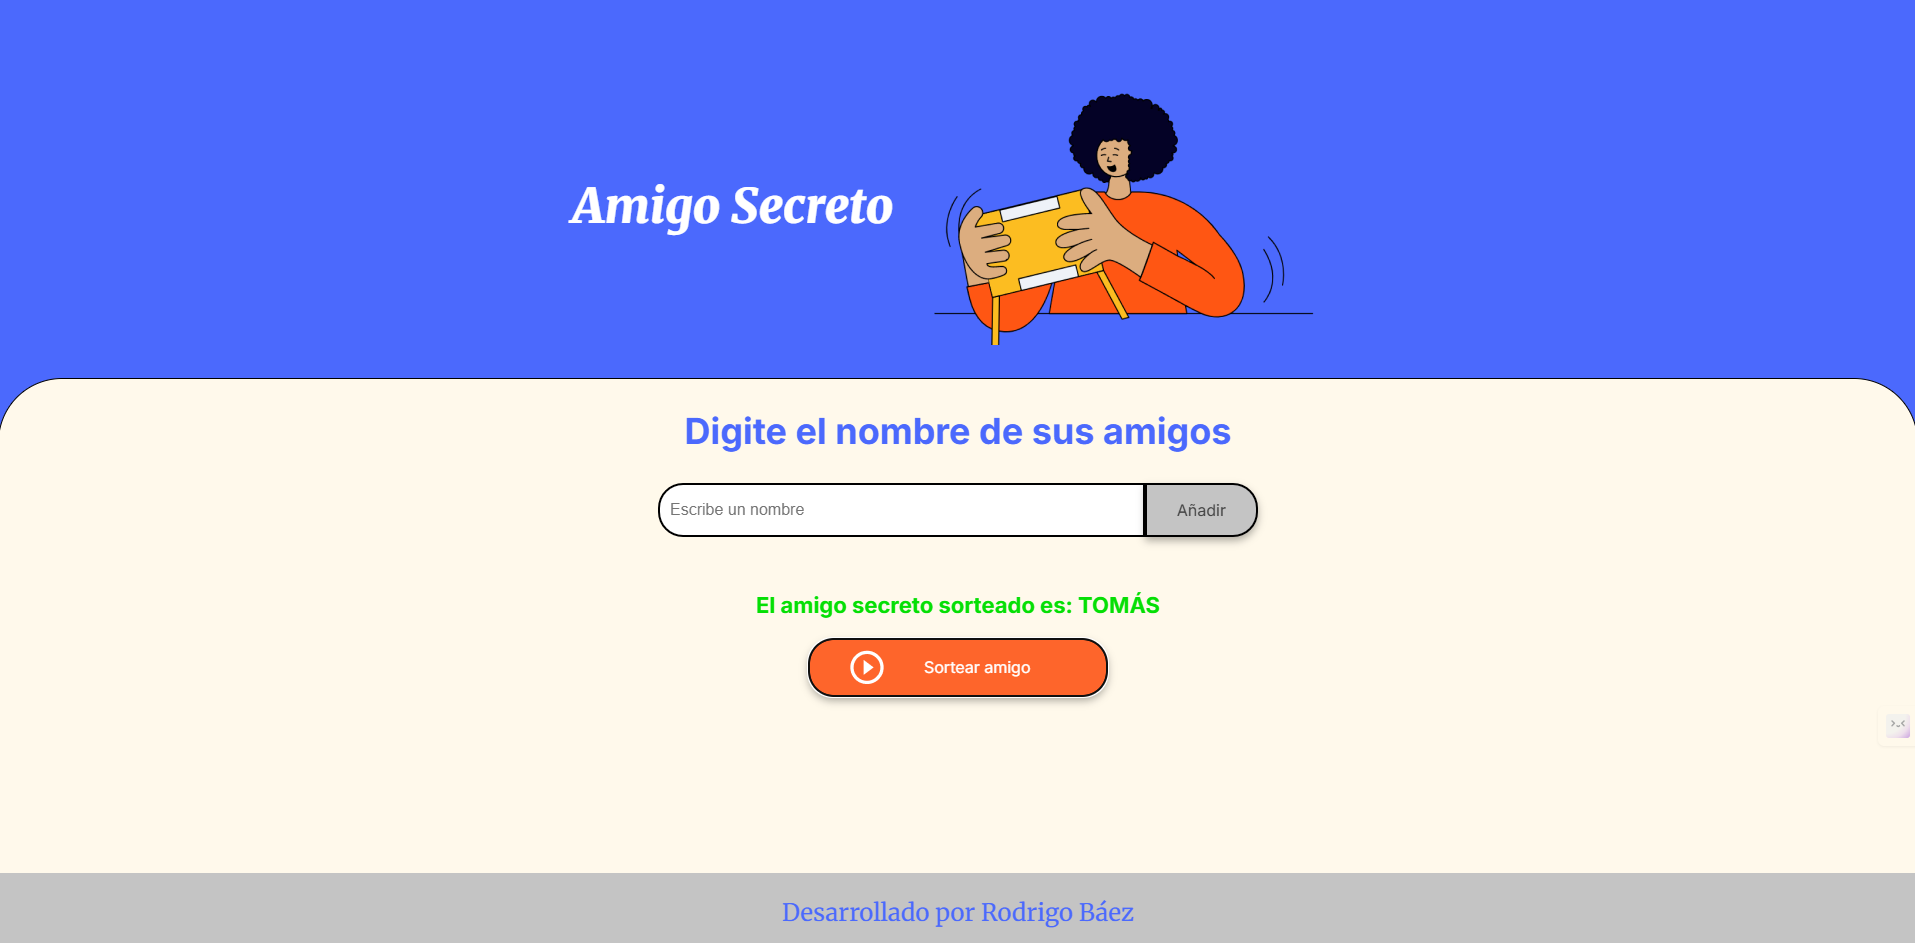 Amigo Secreto
Digite el nombre de sus amigos
Escribe un nombre
Añadir
El amigo secreto sorteado es: TOMÁS
Sortear amigo
Desarrollado por Rodrigo Báez